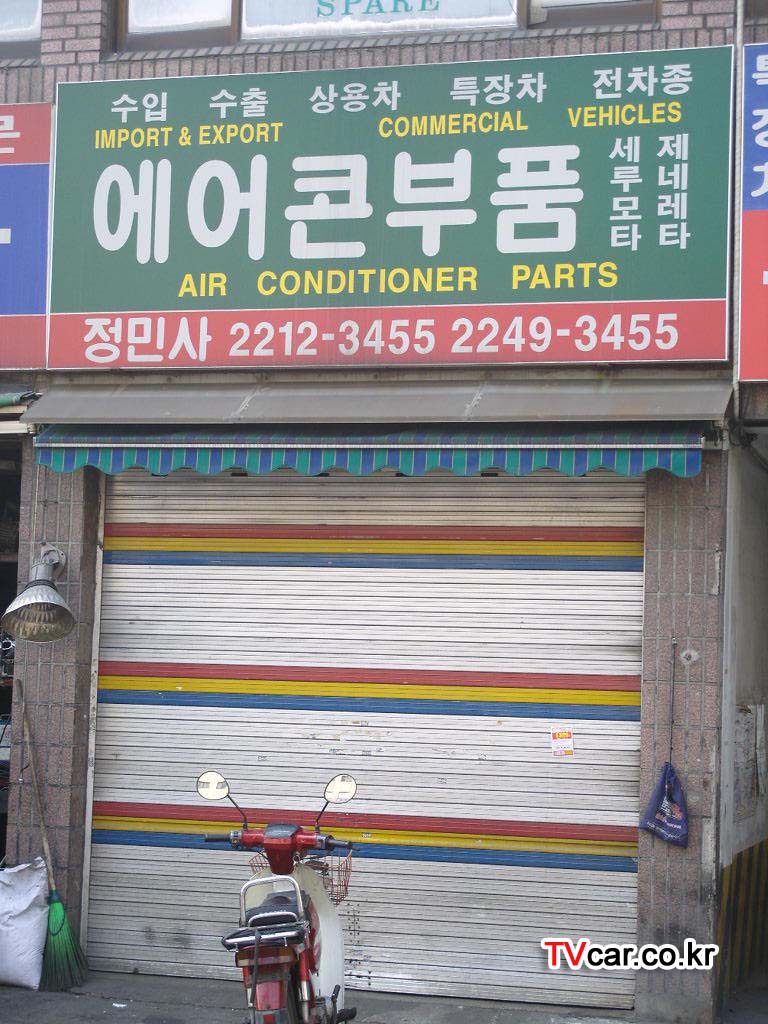 SPARE
수입 수출 상용차 특장차 전차종
IMPORT & EXPORT COMMERCIAL VEHICLES
에어콘부품
세루모타
제네레타
AIR CONDITIONER PARTS
정민사 2212-3455 2249-3455
TVcar.co.kr